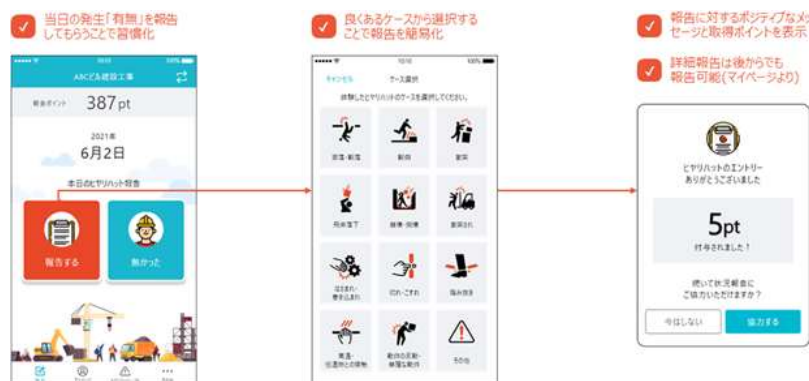 当日の発生「有無」を報告
してもらうことで習慣化
良くあるケースから選択する
ことで報告を簡易化
報告に対するポジティブなメッ
セージと取得ポイントを表示
詳細報告は後からでも
報告可能(マイページより)
10:10
100%
ABCビル建設工事
387pt
2021年
6月2日
本日のヒヤリハット報告
報告する
無かった
10:10
100%
キャンセル
ケース選択
体験したヒヤリハットのケースを選択してください。
墜落・転落
転倒
激突
飛来落下
崩壊・倒壊
激突され
はさまれ・
巻き込まれ
切れ・こすれ
踏み抜き
高温・
低温物との接触
動作の反動・
無理な動作
その他
ヒヤリハットのエントリー
ありがとうございました
5pt
付与されました！
続いて状況報告に
ご協力いただけますか？
今はしない
協力する